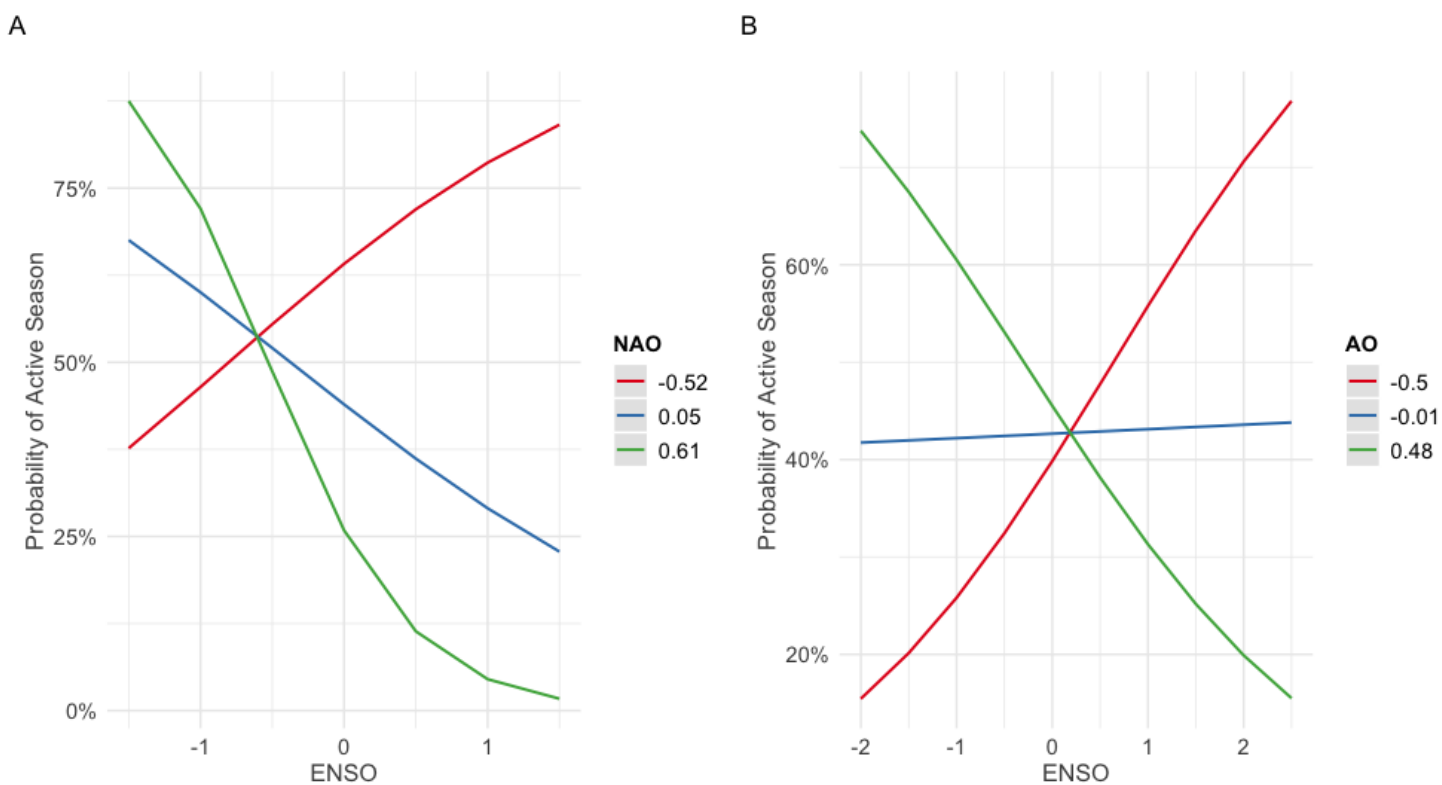 A
Probability of Active Season
75%
50%
25%
0%
-1
0
1
ENSO
NAO
-0.52
0.05
0.61
B
Probability of Active Season
60%
40%
20%
-2
-1
0
1
2
ENSO
AO
-0.5
-0.01
0.48